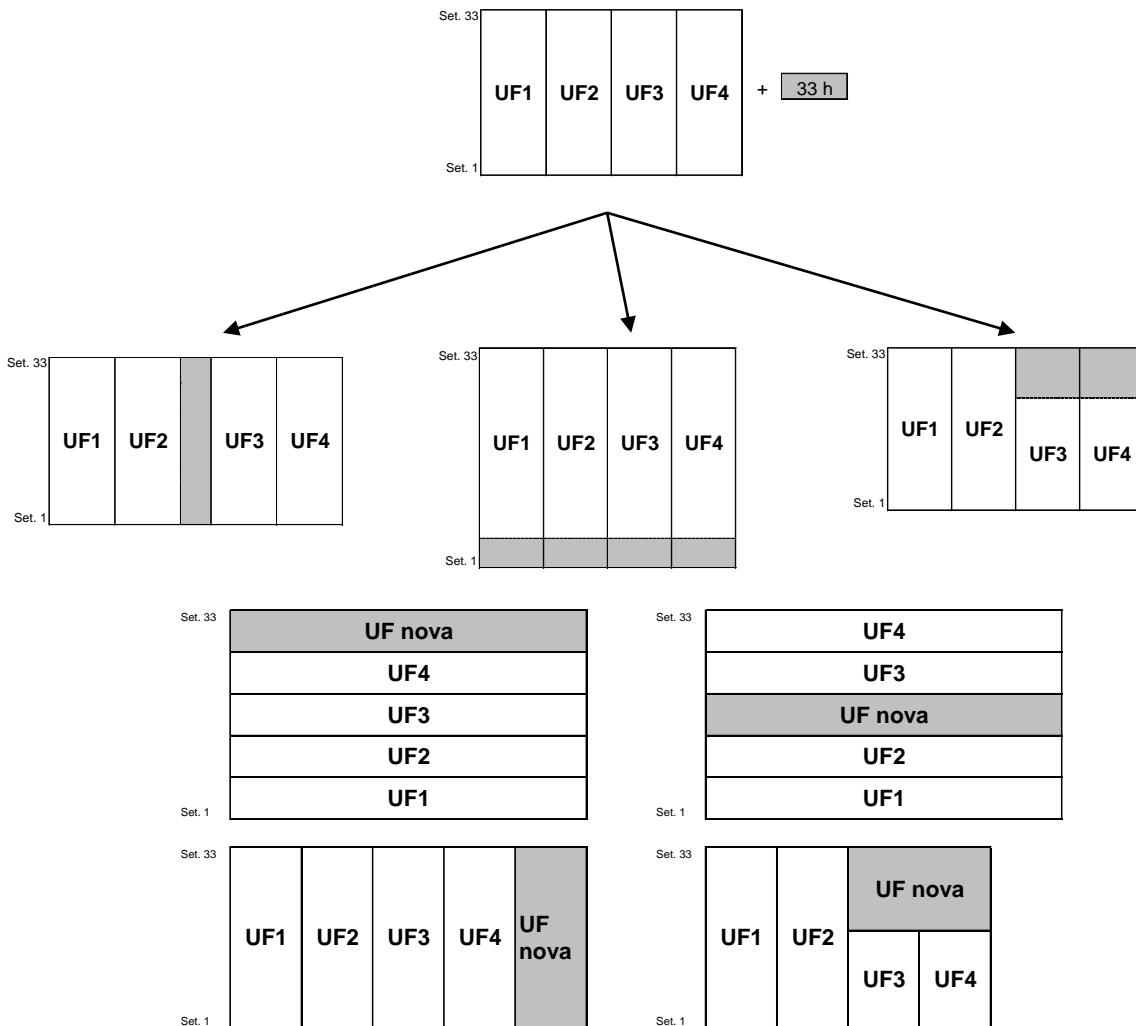 Set. 33
UF1 UF2 UF3 UF4 + 33 h
Set. 1
Set. 33
UF1 UF2 UF3 UF4
Set. 1
Set. 33
UF1 UF2 UF3 UF4
Set. 1
Set. 33
UF1 UF2
UF3 UF4
Set. 1
Set. 33
UF nova
UF4
UF3
UF2
UF1
Set. 1
Set. 33
UF4
UF3
UF nova
UF2
UF1
Set. 1
Set. 33
UF1 UF2 UF3 UF4 UF
nova
Set. 1
Set. 33
UF nova
UF1 UF2
UF3 UF4
Set. 1